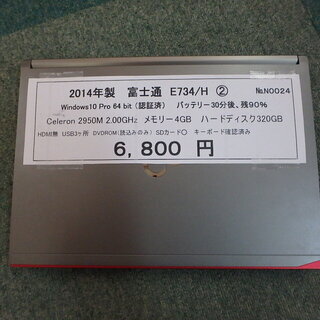 2014年製 富士通 E734/H ② №N0024
Windows10 Pro 64 bit（認証済） バッテリー30分後、残90％
Celeron 2950M 2.00GHz メモリー4GB ハードディスク320GB
HDMI無 USB3ヶ所 DVDROM(読込みのみ) SDカード〇 キーボード確認済み
6,800 円